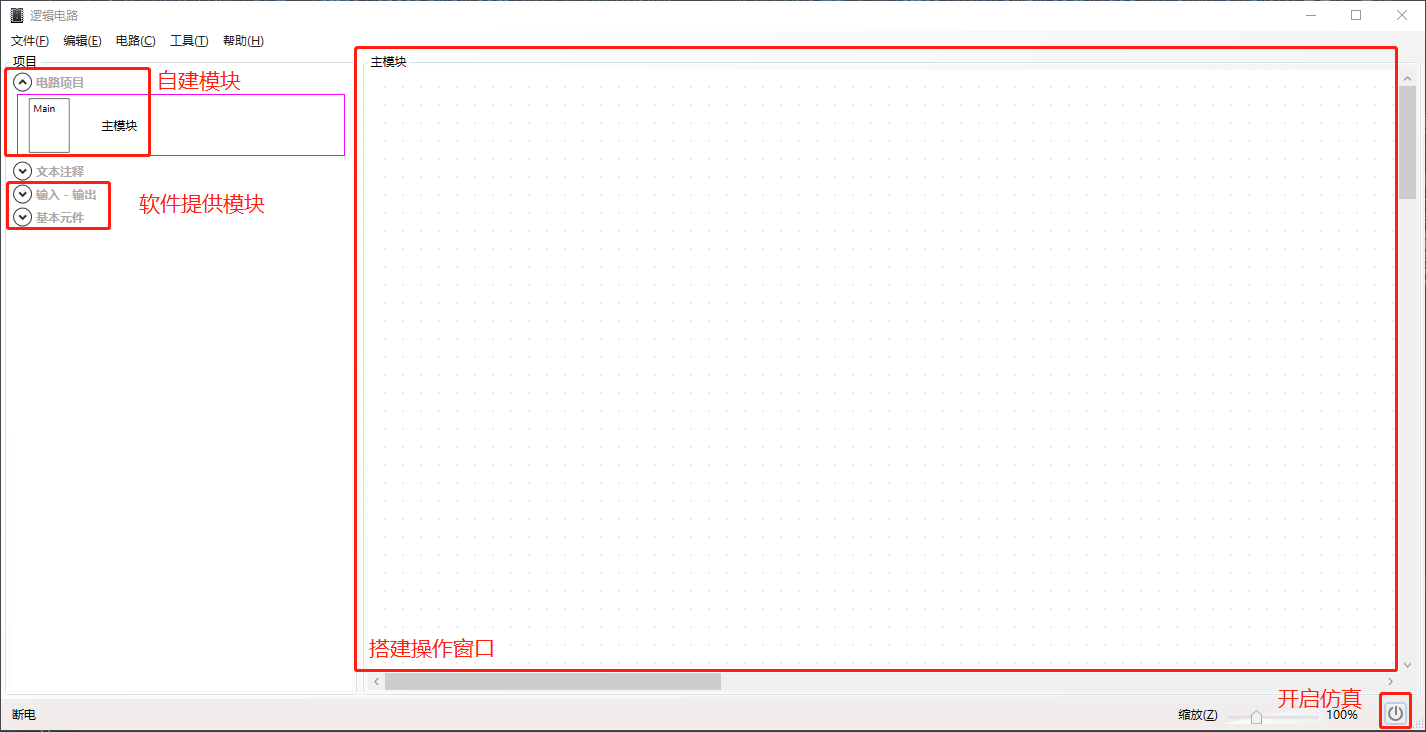 逻辑电路
文件(F) 编辑(E) 电路(C) 工具(T) 帮助(H)
项目
电路项目
自建模块
Main
主模块
文本注释
输入 - 输出
基本元件
软件提供模块
主模块
搭建操作窗口
开启仿真
断电
缩放(Z)
100%